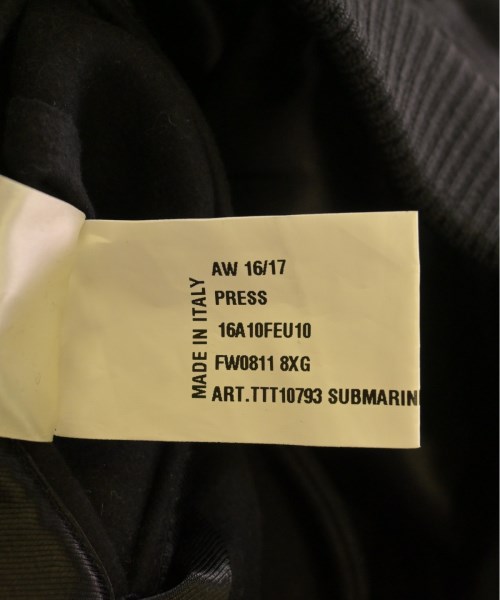 MADE IN ITALY
AW 16/17
PRESS
16A10FEU10
FW0811 8XG
ART.TTT10793 SUBMARIN